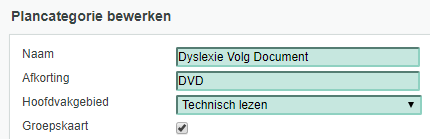 Plancategorie bewerken
Naam Dyslexie Volg Document
Afkorting DVD
Hoofdvakgebied Technisch lezen
Groepskaart